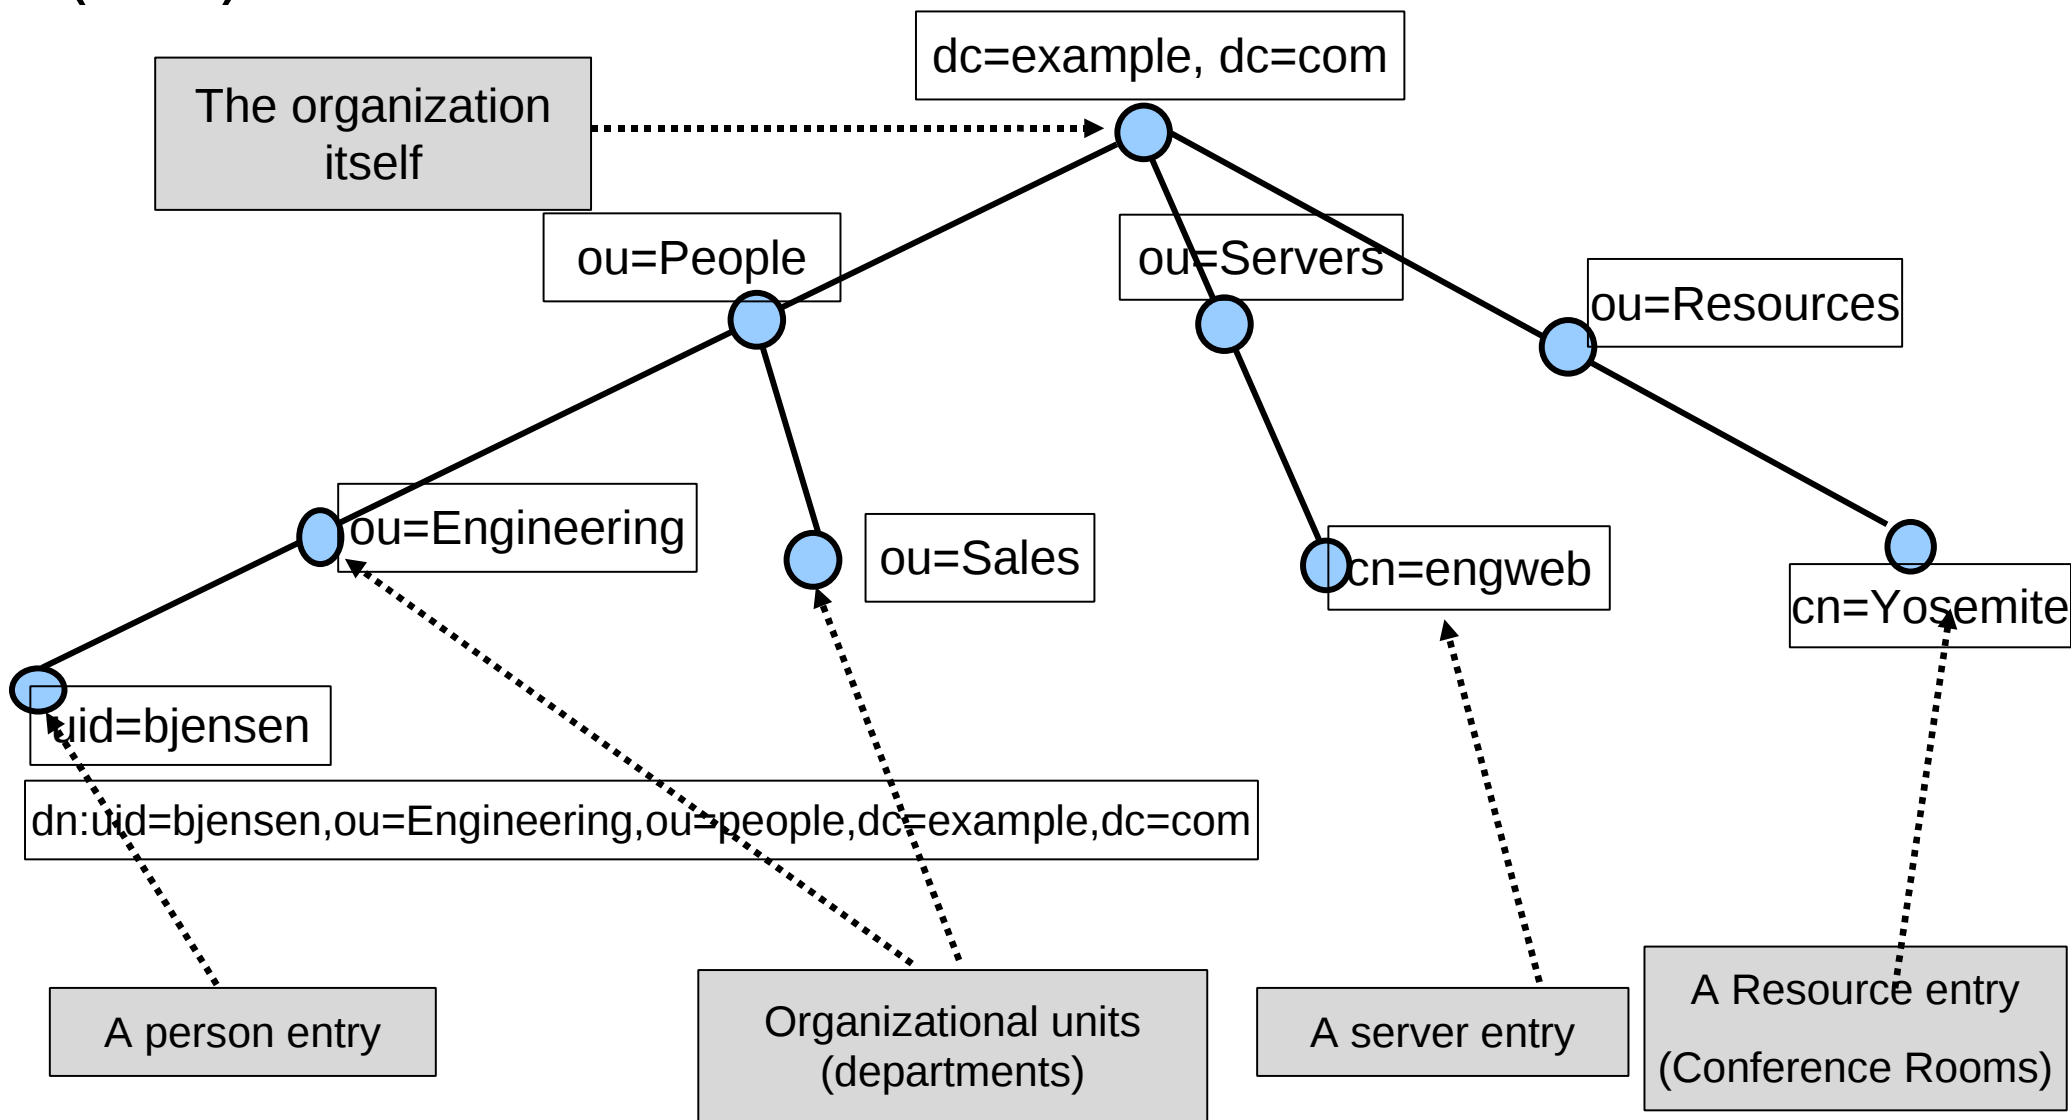 dc=example, dc=com
The organization
itself
ou=People
ou=Servers
ou=Resources
ou=Engineering
ou=Sales
cn=engweb
cn=Yosemite
uid=bjensen
dn:uid=bjensen,ou=Engineering,ou=people,dc=example,dc=com
A person entry
Organizational units
(departments)
A server entry
A Resource entry
(Conference Rooms)